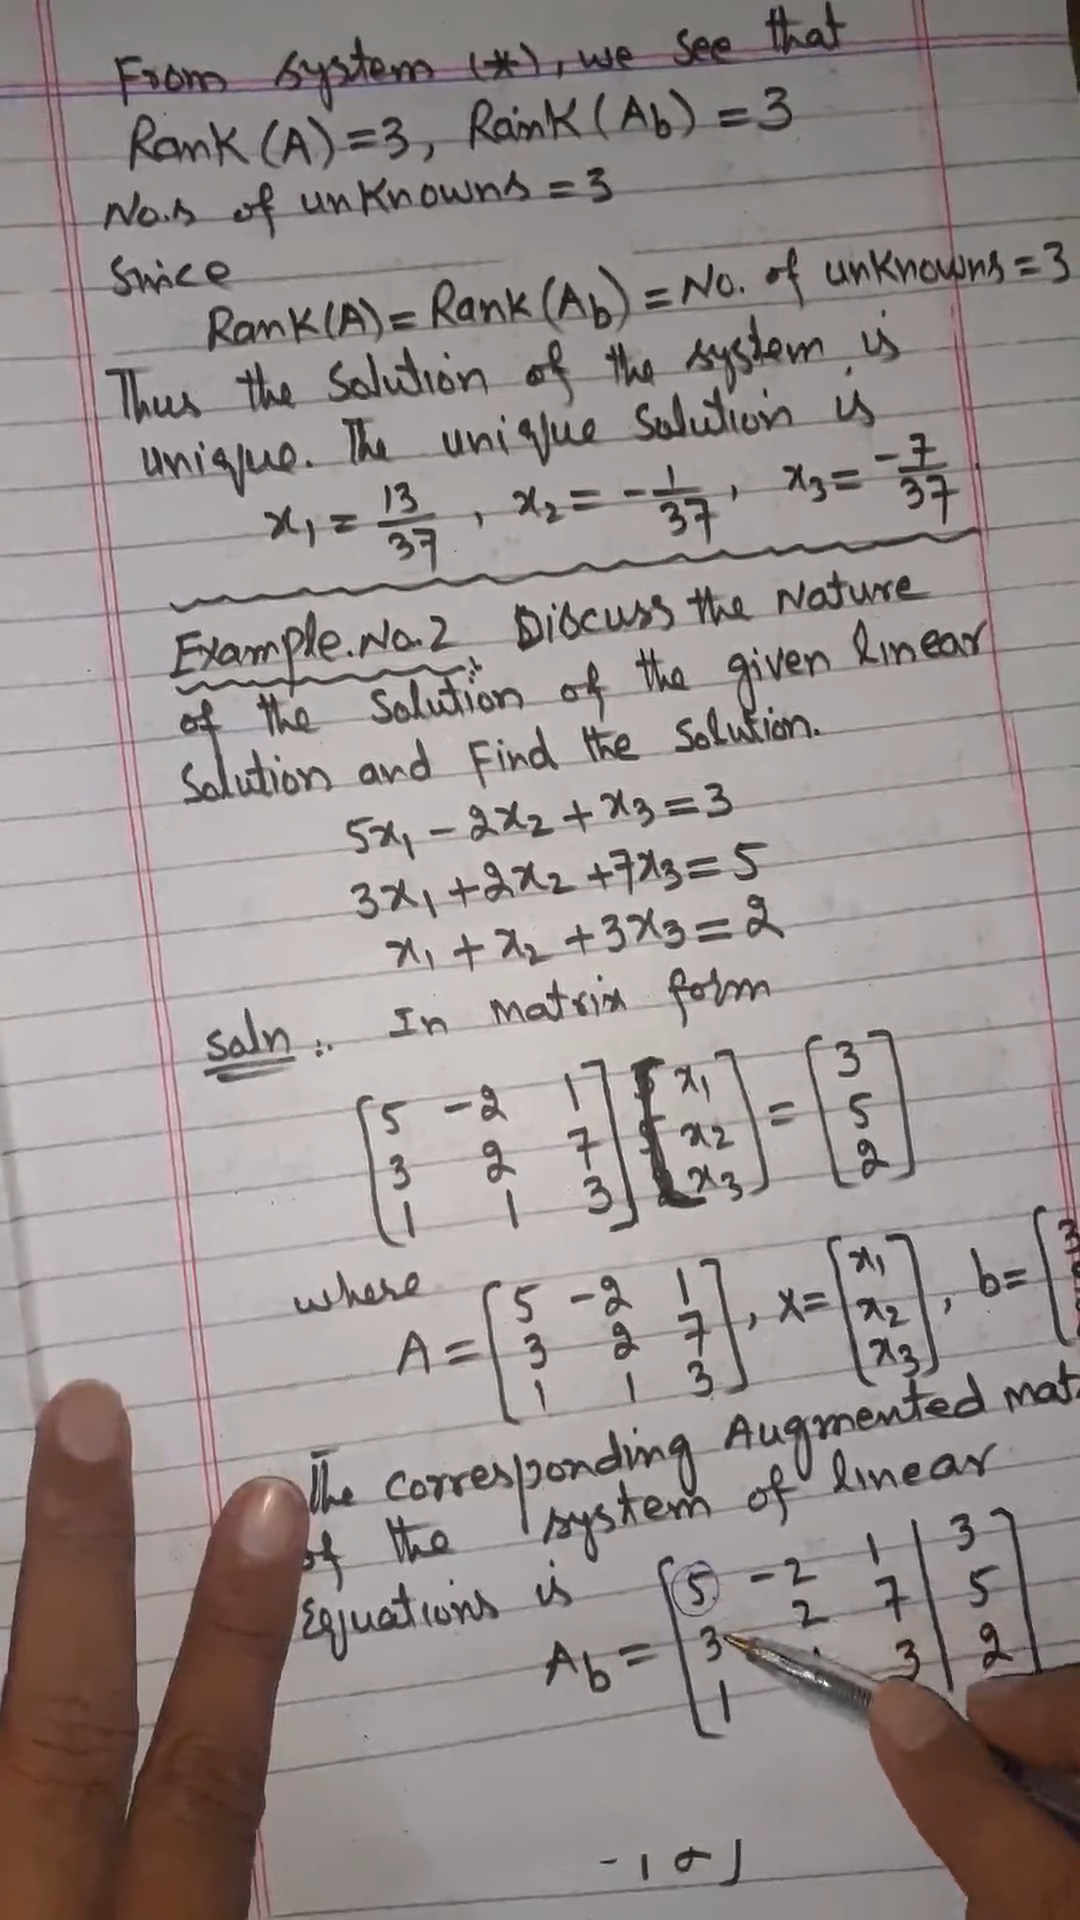 From system (*), we see that
Rank(A)=3, Rank(Ab)=3
No.s of unknowns=3
Since
Rank(A)=Rank(Ab)=No. of unknowns=3
Thus the Solution of the system is
unique. The unique Solution is
x₁ = 13/37, x₂ = -1/37, x₃ = -7/37
Example.No.2 Discuss the Nature
of the Solution of the given linear
Solution and Find the Solution.
5x₁ - 2x₂ + x₃ = 3
3x₁ + 2x₂ + 7x₃ = 5
x₁ + x₂ + 3x₃ = 2
Soln:. In matrix form
[5 -2 1] [x₁] = [3]
[3 2 7] [x₂] [5]
[1 1 3] [x₃] [2]
where
A = [5 -2 1], x = [x₁], b = [3
[3 2 7] [x₂]
[1 1 3] [x₃]
The corresponding Augmented mat
of the system of linear
Equations is
Ab = [5 -2 1 | 3]
[3 2 7 | 5]
[1 3 | 2]
-1 or 1